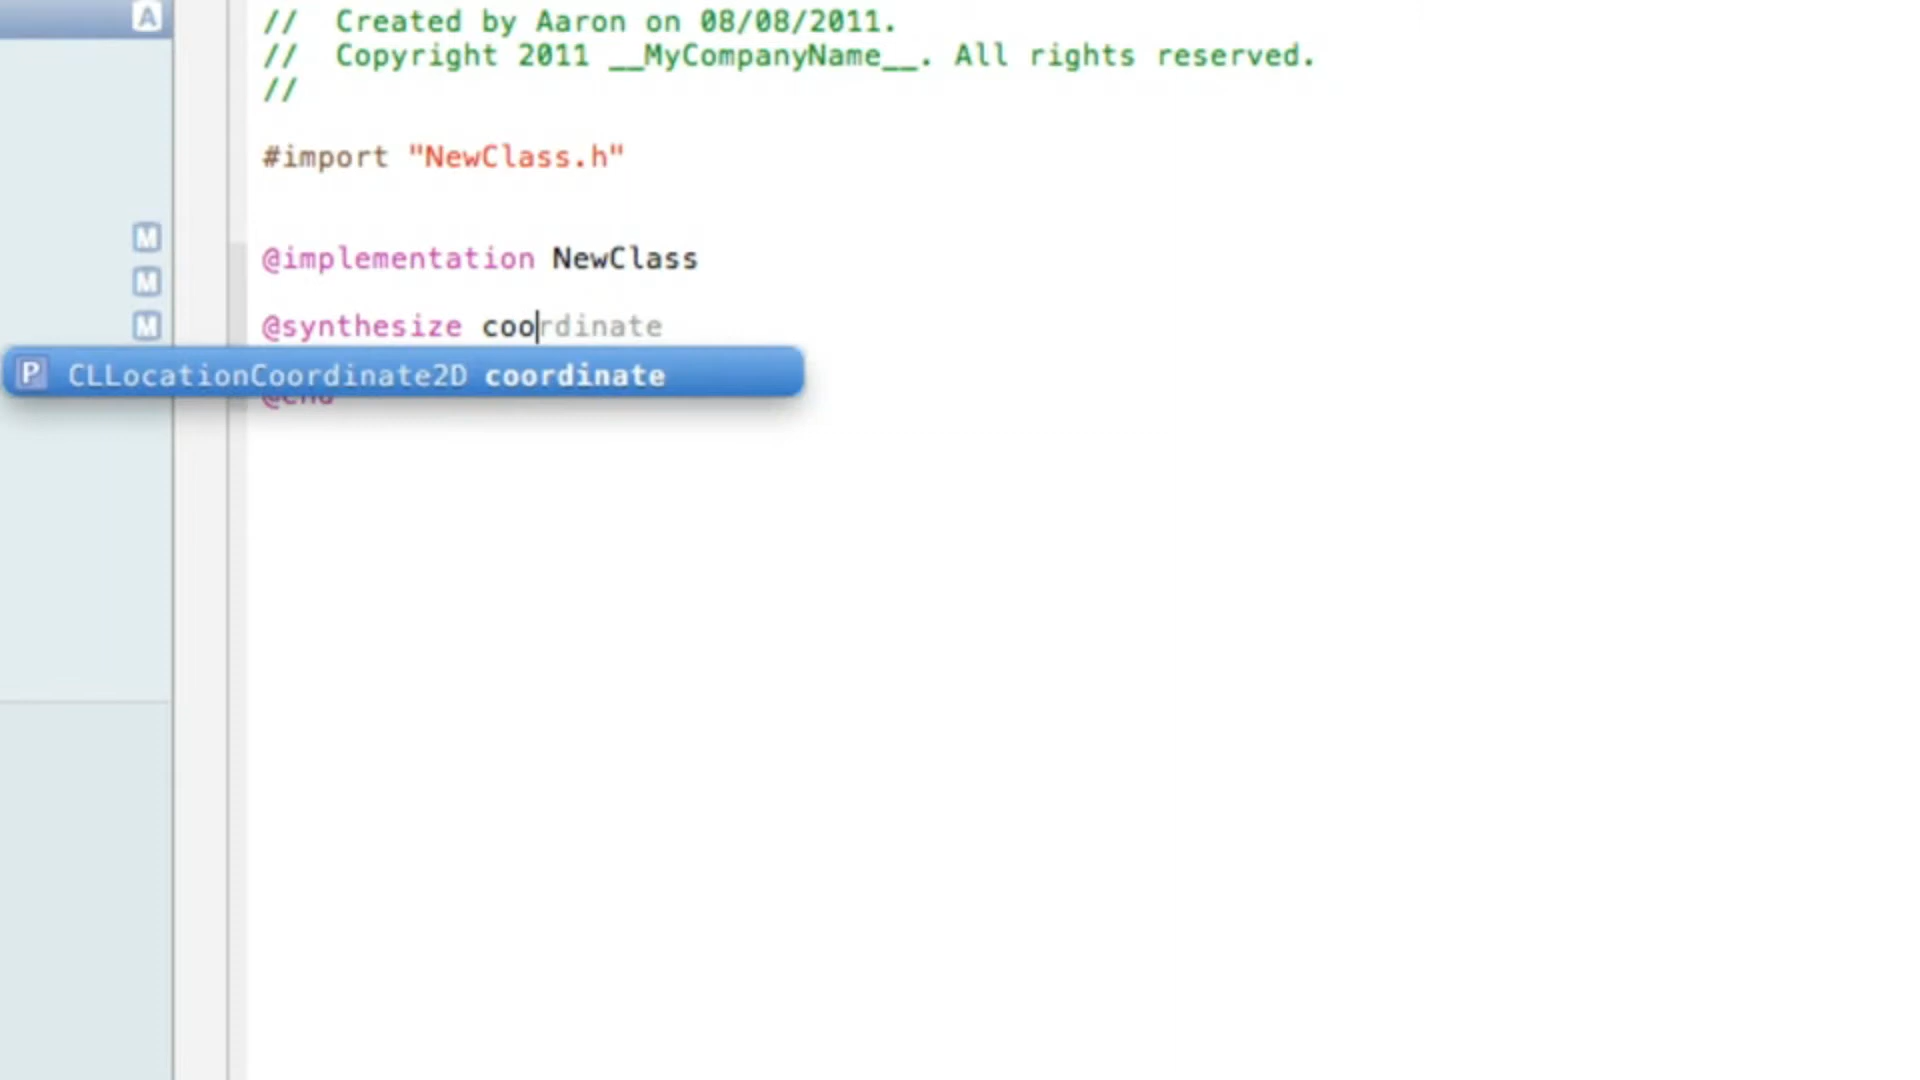 A
//  Created by Aaron on 08/08/2011.
//  Copyright 2011 __MyCompanyName__. All rights reserved.
//
#import "NewClass.h"
M
@implementation NewClass
M
M
@synthesize coordinate
P CLLocationCoordinate2D coordinate
@end